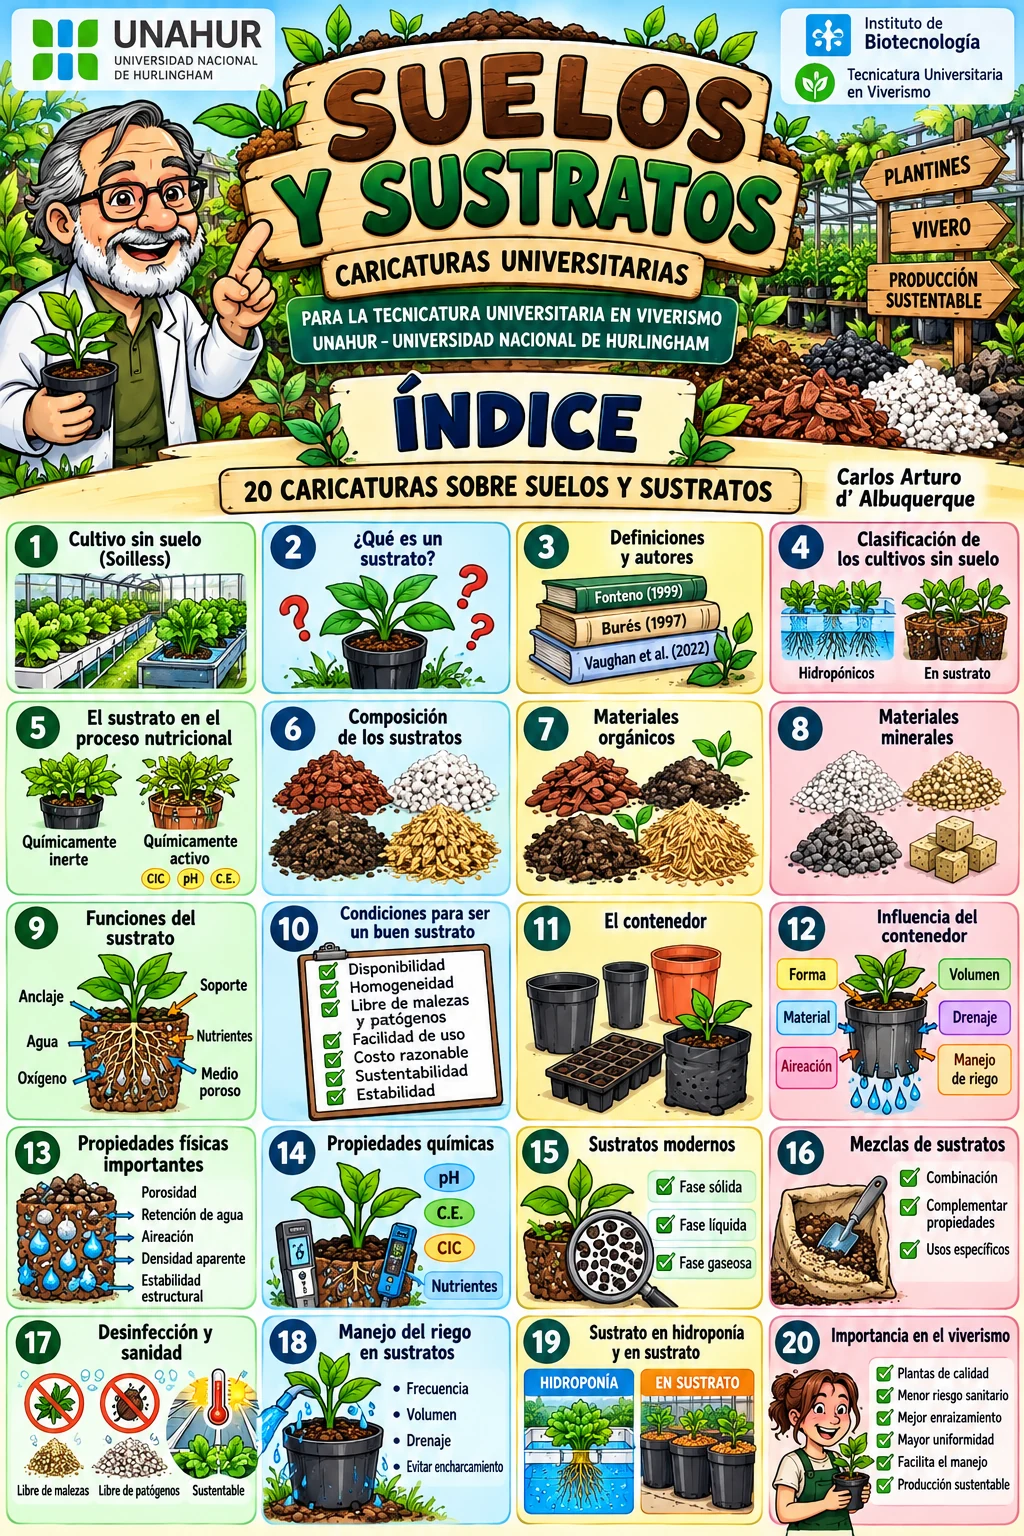 UNAHUR
UNIVERSIDAD NACIONAL
DE HURLINGHAM
Instituto de
Biotecnología
Tecnicatura Universitaria
en Viverismo
SUELOS
Y SUSTRATOS
CARICATURAS UNIVERSITARIAS
PARA LA TECNICATURA UNIVERSITARIA EN VIVERISMO
UNAHUR – UNIVERSIDAD NACIONAL DE HURLINGHAM
PLANTINES
VIVERO
PRODUCCIÓN
SUSTENTABLE
ÍNDICE
20 CARICATURAS SOBRE SUELOS Y SUSTRATOS
Carlos Arturo
d' Albuquerque
1
Cultivo sin suelo
(Soilless)
2
¿Qué es un
sustrato?
? ? ?
3
Definiciones
y autores
Fonteno (1999)
Burés (1997)
Vaughan et al. (2022)
4
Clasificación de
los cultivos sin suelo
Hidropónicos
En sustrato
5
El sustrato en el
proceso nutricional
Químicamente
inerte
Químicamente
activo
CIC pH C.E.
6
Composición
de los sustratos
7
Materiales
orgánicos
8
Materiales
minerales
9
Funciones del
sustrato
Anclaje
Soporte
Agua
Nutrientes
Oxígeno
Medio
poroso
10
Condiciones para ser
un buen sustrato
Disponibilidad
Homogeneidad
Libre de malezas
y patógenos
Facilidad de uso
Costo razonable
Sustentabilidad
Estabilidad
11
El contenedor
12
Influencia del
contenedor
Forma
Volumen
Material
Drenaje
Aireación
Manejo
de riego
13
Propiedades físicas
importantes
Porosidad
Retención de agua
Aireación
Densidad aparente
Estabilidad
estructural
14
Propiedades químicas
pH
C.E.
CIC
Nutrientes
15
Sustratos modernos
Fase sólida
Fase líquida
Fase gaseosa
16
Mezclas de sustratos
Combinación
Complementar
propiedades
Usos específicos
17
Desinfección y
sanidad
Libre de malezas
Libre de patógenos
Sustentable
18
Manejo del riego
en sustratos
• Frecuencia
• Volumen
• Drenaje
• Evitar encharcamiento
19
Sustrato en hidroponía
y en sustrato
HIDROPONÍA
EN SUSTRATO
20
Importancia en el viverismo
Plantas de calidad
Menor riesgo sanitario
Mejor enraizamiento
Mayor uniformidad
Facilita el manejo
Producción sustentable